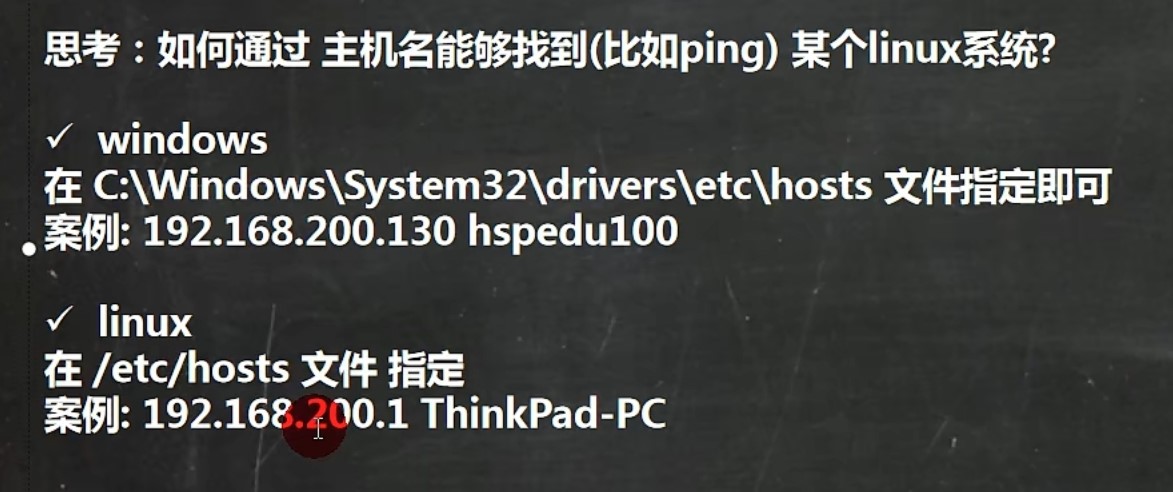 思考：如何通过 主机名能够找到(比如ping) 某个linux系统?
✓ windows
在 C:\Windows\System32\drivers\etc\hosts 文件指定即可
案例: 192.168.200.130 hspedu100
✓ linux
在 /etc/hosts 文件 指定
案例: 192.168.200.1 ThinkPad-PC